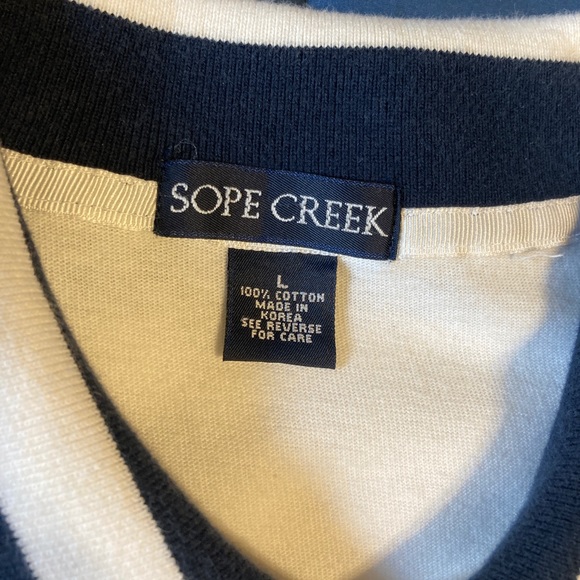 SOPE CREEK
L
100% COTTON
MADE IN
KOREA
SEE REVERSE
FOR CARE